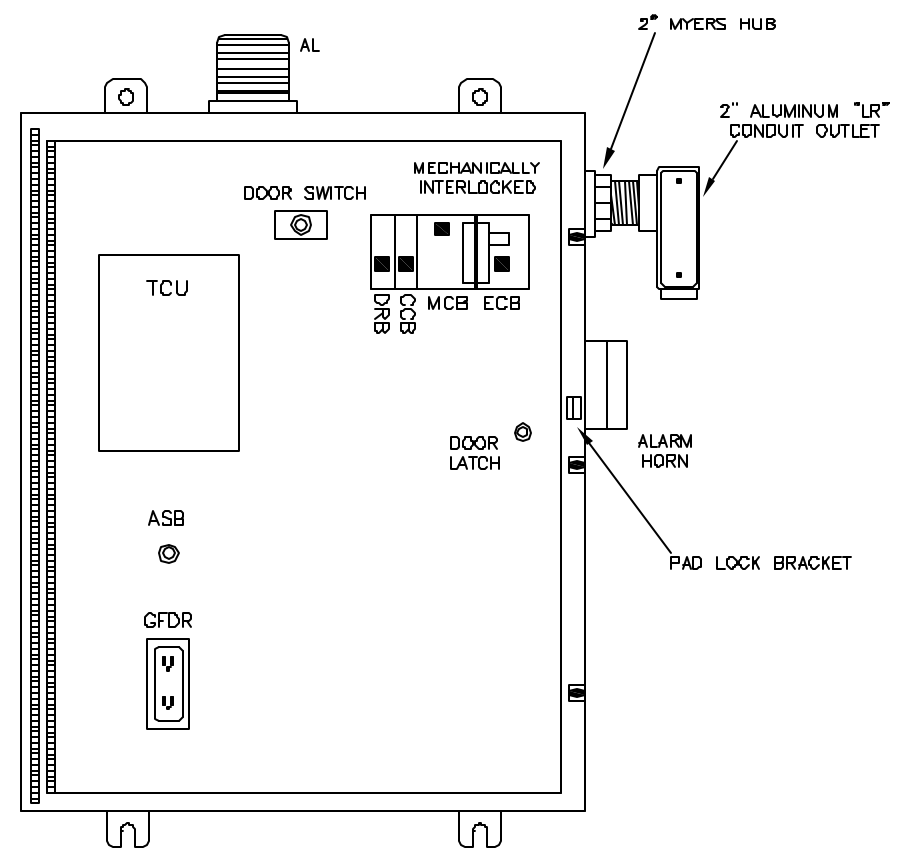 2" MYERS HUB
AL
2" ALUMINUM "LR"
CONDUIT OUTLET
MECHANICALLY
INTERLOCKED
DOOR SWITCH
TCU
DRB
CCB
MCB
ECB
DOOR
LATCH
ALARM
HORN
ASB
PAD LOCK BRACKET
GFDR